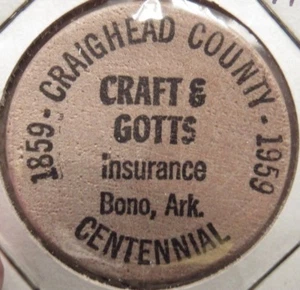 1859 - CRAIGHEAD COUNTY - 1959
CRAFT &
GOTTS
insurance
Bono, Ark.
CENTENNIAL